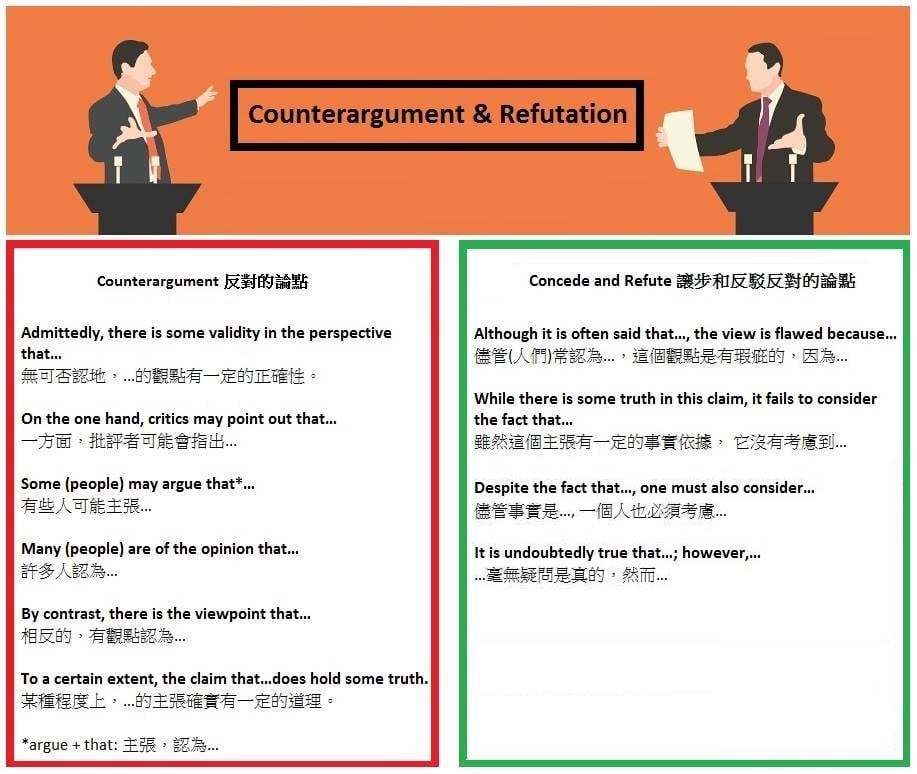 Counterargument & Refutation
Counterargument 反對的論點
Admittedly, there is some validity in the perspective
that…
無可否認地，…的觀點有一定的正確性。
On the one hand, critics may point out that…
一方面，批評者可能會指出…
Some (people) may argue that*…
有些人可能主張…
Many (people) are of the opinion that…
許多人認為…
By contrast, there is the viewpoint that…
相反的，有觀點認為…
To a certain extent, the claim that…does hold some truth.
某種程度上，…的主張確實有一定的道理。
*argue + that: 主張，認為…
Concede and Refute 讓步和反駁反對的論點
Although it is often said that…, the view is flawed because…
儘管(人們)常認為…，這個觀點是有瑕疵的，因為…
While there is some truth in this claim, it fails to consider
the fact that…
雖然這個主張有一定的事實依據， 它沒有考慮到…
Despite the fact that…, one must also consider…
儘管事實是…, 一個人也必須考慮…
It is undoubtedly true that…; however,…
…毫無疑問是真的，然而…